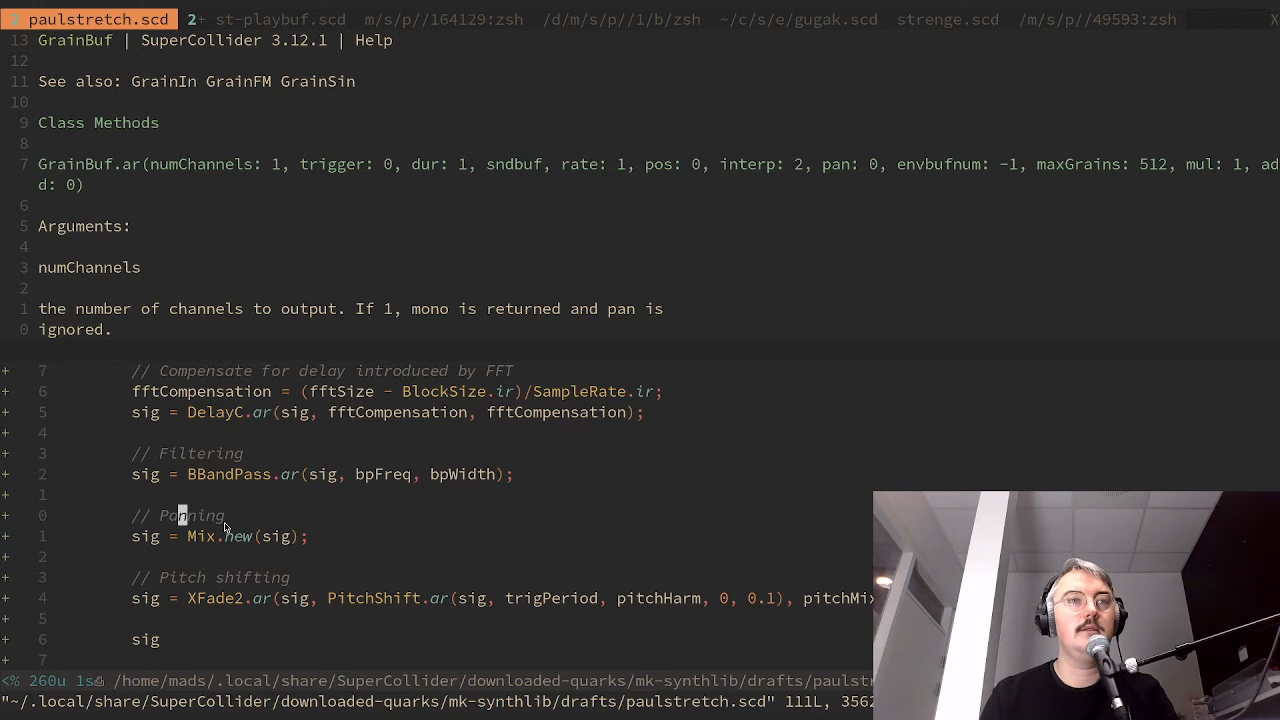 paulstretch.scd 2+ st-playbuf.scd m/s/p//164129:zsh /d/m/s/p//1/b/zsh ~/c/s/e/gugak.scd strenge.scd /m/s/p//49593:zsh X
13 GrainBuf | SuperCollider 3.12.1 | Help
12
11 See also: GrainIn GrainFM GrainSin
10
9 Class Methods
8
7 GrainBuf.ar(numChannels: 1, trigger: 0, dur: 1, sndbuf, rate: 1, pos: 0, interp: 2, pan: 0, envbufnum: -1, maxGrains: 512, mul: 1, ad
d: 0)
6
5 Arguments:
4
3 numChannels
2
1 the number of channels to output. If 1, mono is returned and pan is
0 ignored.
+ 7 // Compensate for delay introduced by FFT
+ 6 fftCompensation = (fftSize - BlockSize.ir)/SampleRate.ir;
+ 5 sig = DelayC.ar(sig, fftCompensation, fftCompensation);
+ 4
+ 3 // Filtering
+ 2 sig = BBandPass.ar(sig, bpFreq, bpWidth);
+ 1
+ 0 // Panning
+ 1 sig = Mix.new(sig);
+ 2
+ 3 // Pitch shifting
+ 4 sig = XFade2.ar(sig, PitchShift.ar(sig, trigPeriod, pitchHarm, 0, 0.1), pitchMix
+ 5
+ 6 sig
+ 7
<% 260u 1s /home/mads/.local/share/SuperCollider/downloaded-quarks/mk-synthlib/drafts/paulst
"~/.local/share/SuperCollider/downloaded-quarks/mk-synthlib/drafts/paulstretch.scd" 111L, 3562